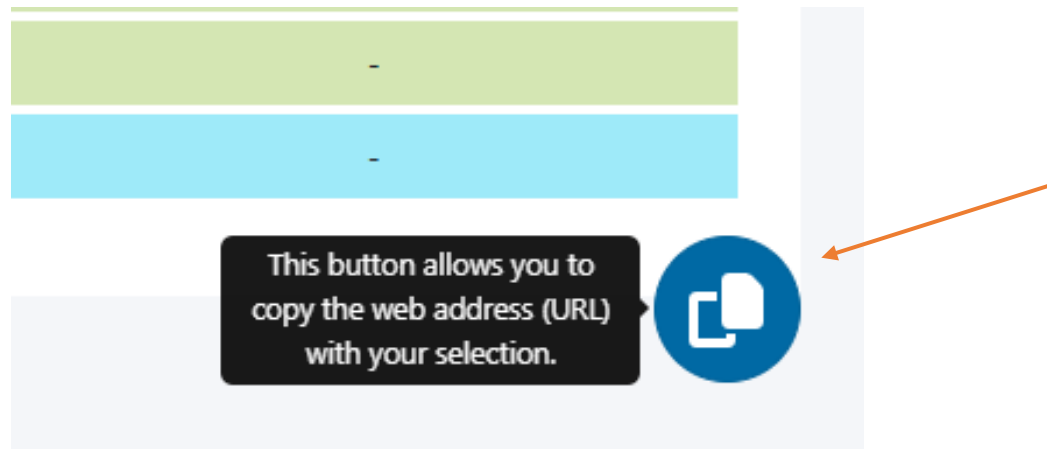 -
-
This button allows you to
copy the web address (URL)
with your selection.